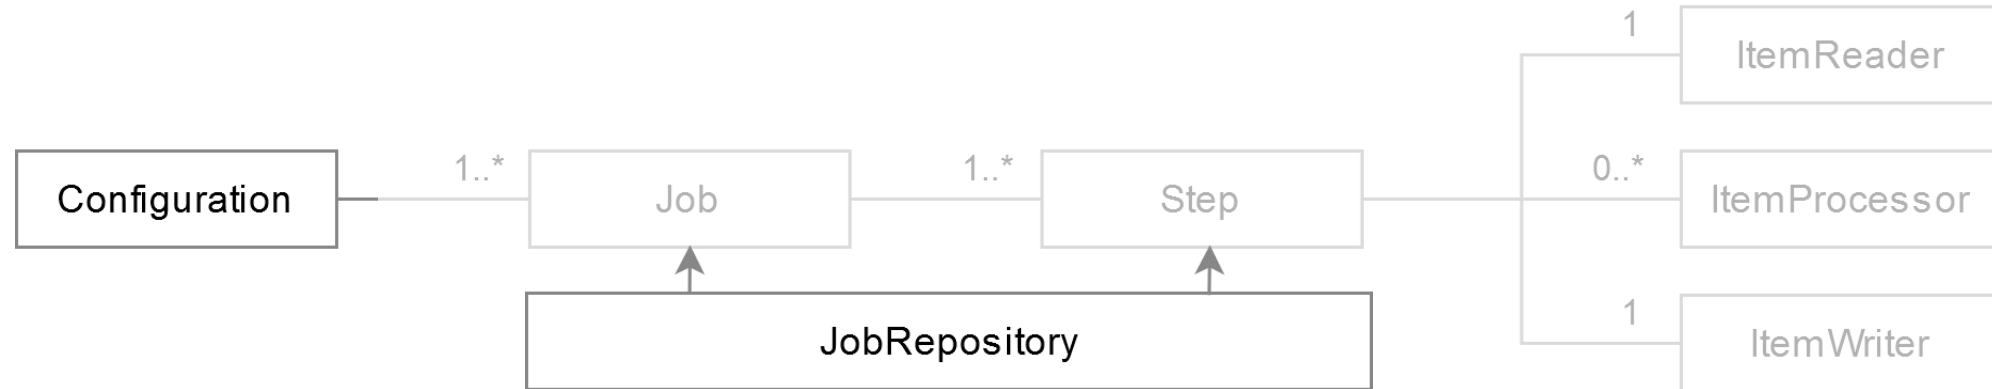 1
ItemReader
Configuration
1..*
Job
1..*
Step
0..*
ItemProcessor
JobRepository
1
ItemWriter